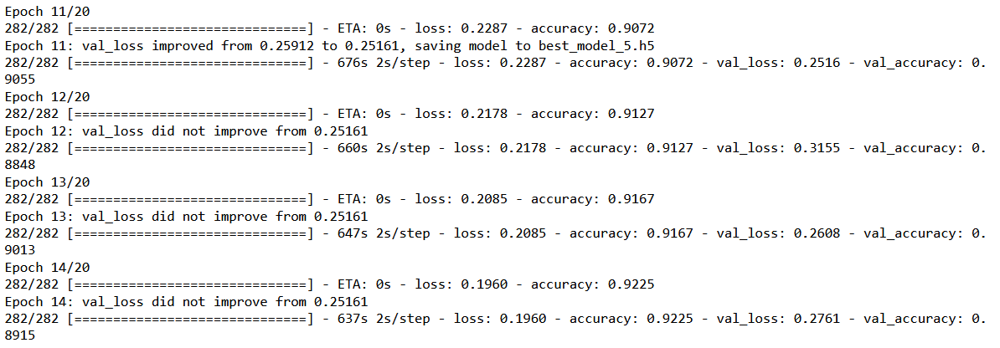 Epoch 11/20
282/282 [==============================] - ETA: 0s - loss: 0.2287 - accuracy: 0.9072
Epoch 11: val_loss improved from 0.25912 to 0.25161, saving model to best_model_5.h5
282/282 [==============================] - 676s 2s/step - loss: 0.2287 - accuracy: 0.9072 - val_loss: 0.2516 - val_accuracy: 0.
9055
Epoch 12/20
282/282 [==============================] - ETA: 0s - loss: 0.2178 - accuracy: 0.9127
Epoch 12: val_loss did not improve from 0.25161
282/282 [==============================] - 660s 2s/step - loss: 0.2178 - accuracy: 0.9127 - val_loss: 0.3155 - val_accuracy: 0.
8848
Epoch 13/20
282/282 [==============================] - ETA: 0s - loss: 0.2085 - accuracy: 0.9167
Epoch 13: val_loss did not improve from 0.25161
282/282 [==============================] - 647s 2s/step - loss: 0.2085 - accuracy: 0.9167 - val_loss: 0.2608 - val_accuracy: 0.
9013
Epoch 14/20
282/282 [==============================] - ETA: 0s - loss: 0.1960 - accuracy: 0.9225
Epoch 14: val_loss did not improve from 0.25161
282/282 [==============================] - 637s 2s/step - loss: 0.1960 - accuracy: 0.9225 - val_loss: 0.2761 - val_accuracy: 0.
8915